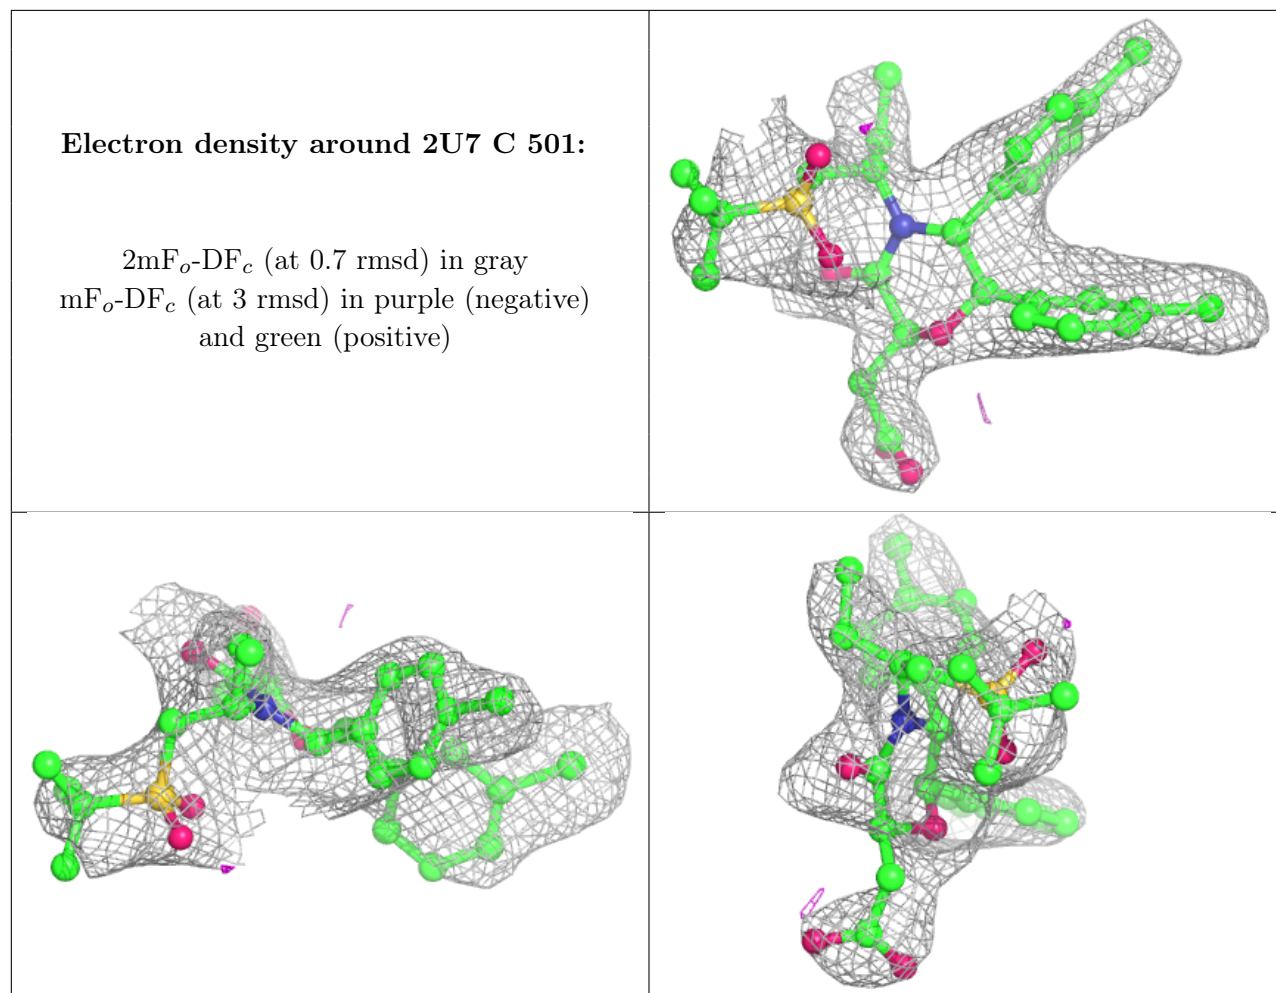 Electron density around 2U7 C 501:
2mFo-DFc (at 0.7 rmsd) in gray
mFo-DFc (at 3 rmsd) in purple (negative)
and green (positive)